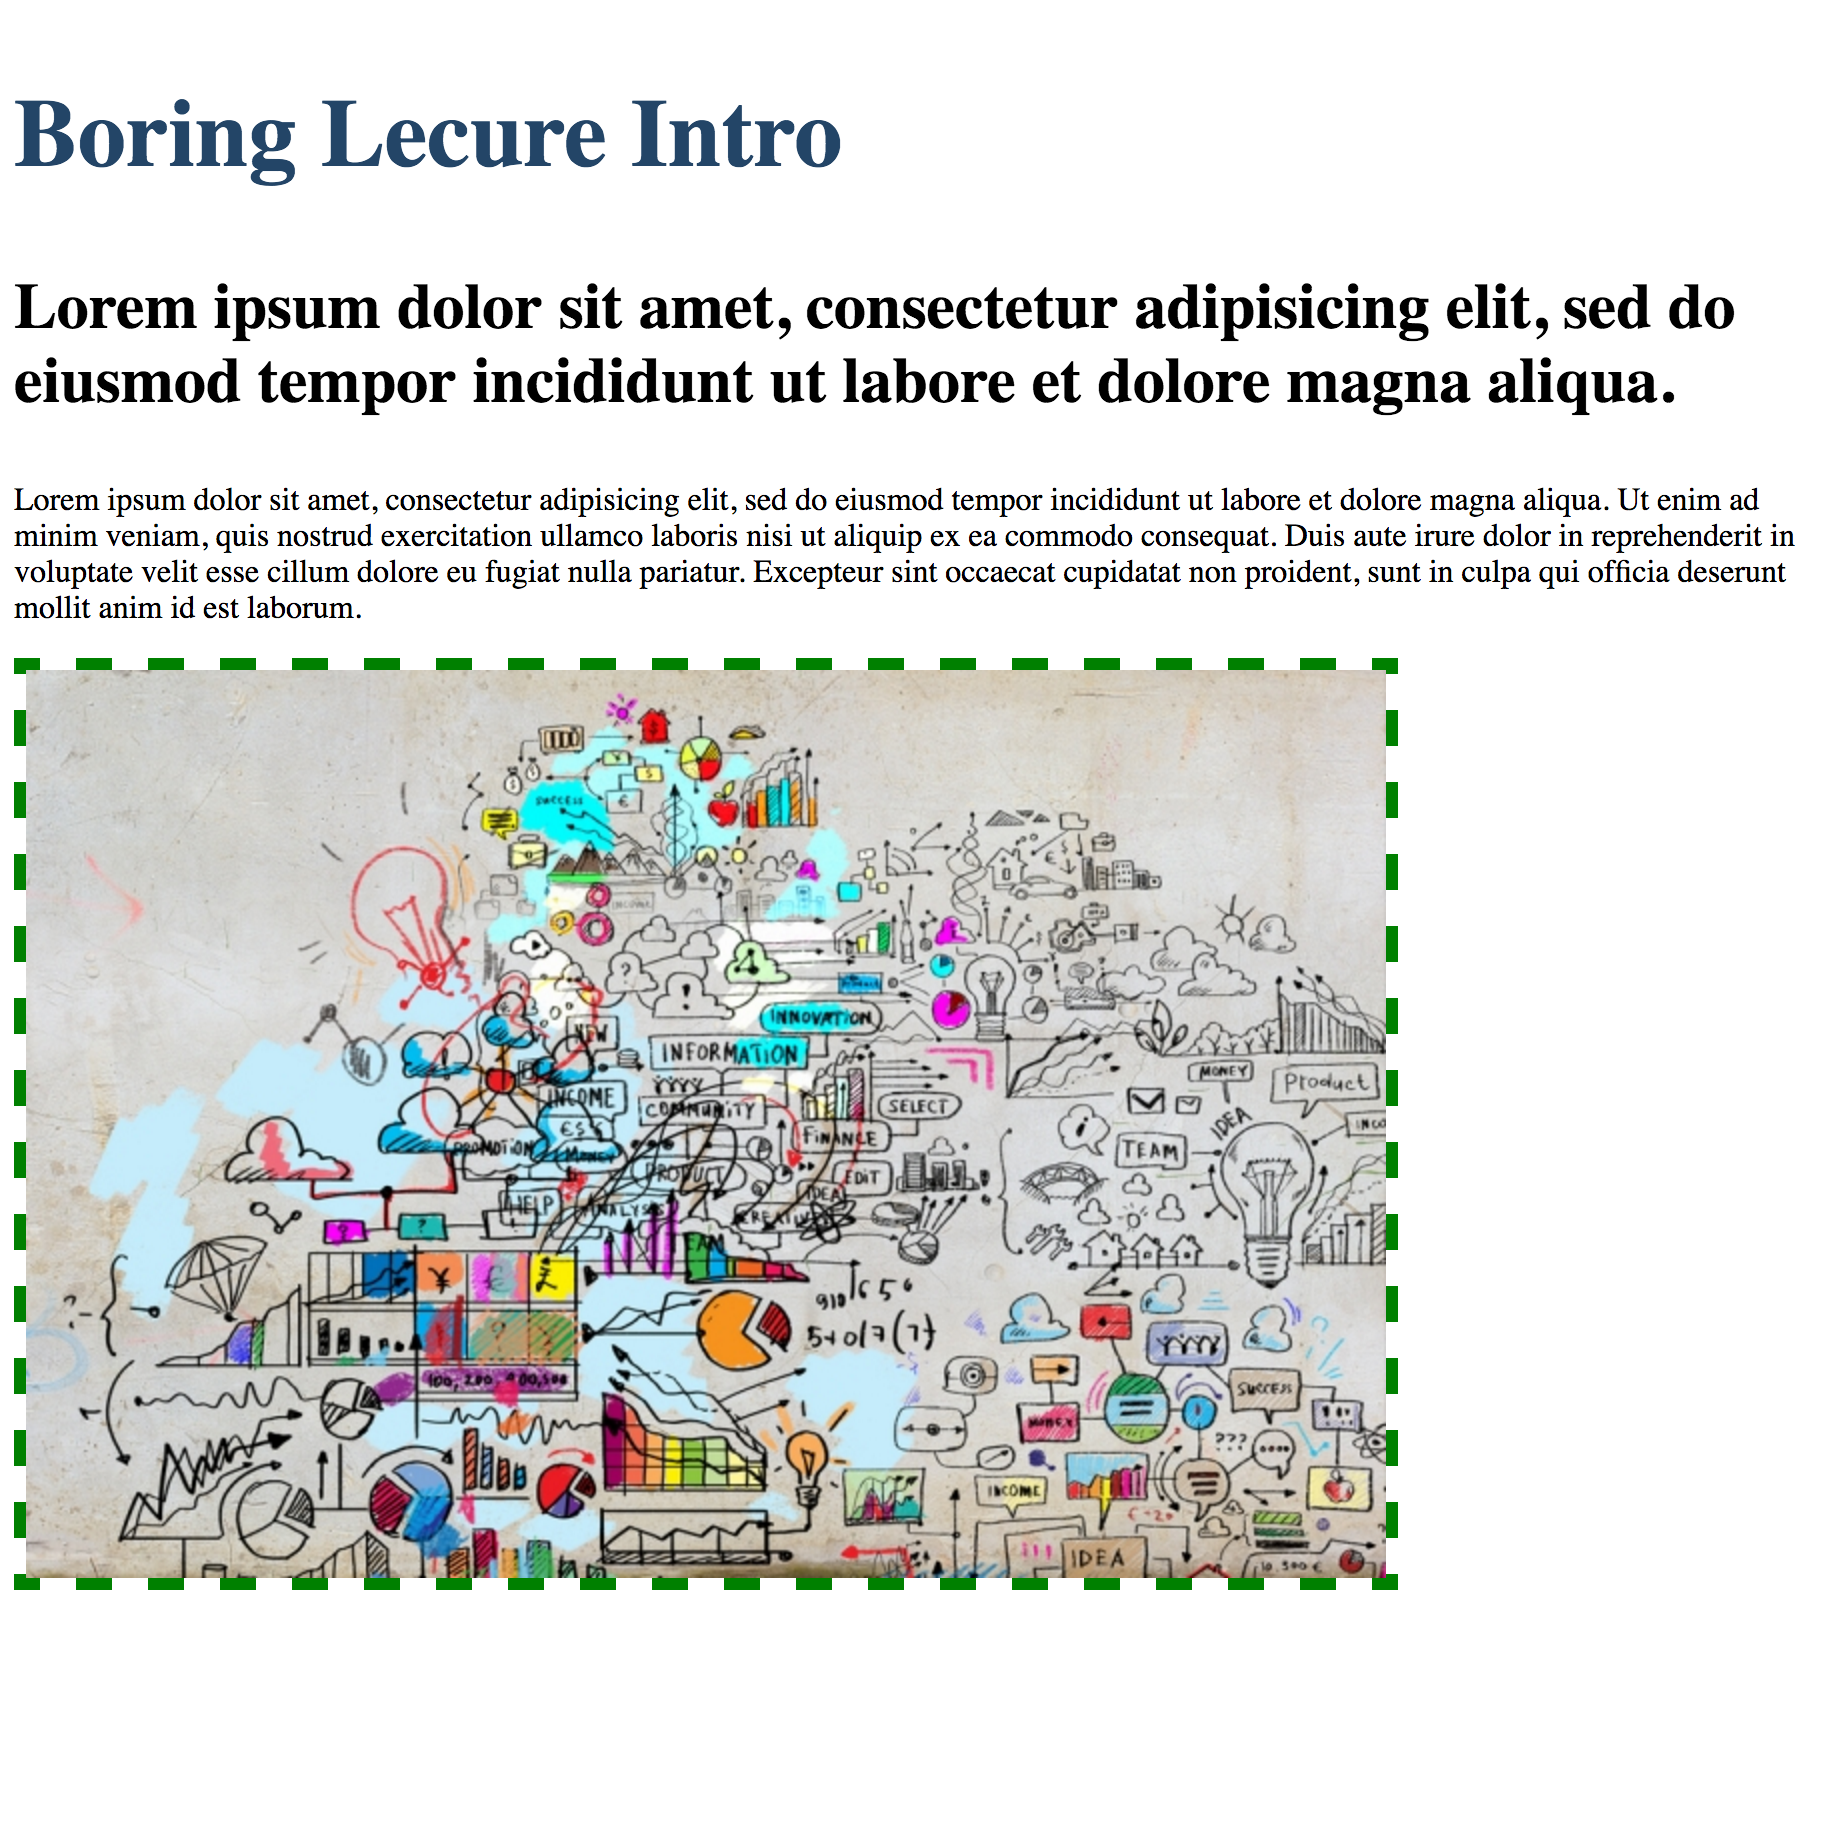 Boring Lecure Intro
Lorem ipsum dolor sit amet, consectetur adipisicing elit, sed do
eiusmod tempor incididunt ut labore et dolore magna aliqua.
Lorem ipsum dolor sit amet, consectetur adipisicing elit, sed do eiusmod tempor incididunt ut labore et dolore magna aliqua. Ut enim ad
minim veniam, quis nostrud exercitation ullamco laboris nisi ut aliquip ex ea commodo consequat. Duis aute irure dolor in reprehenderit in
voluptate velit esse cillum dolore eu fugiat nulla pariatur. Excepteur sint occaecat cupidatat non proident, sunt in culpa qui officia deserunt
mollit anim id est laborum.
SUCCESS
INNOVATION
NEW
INFORMATION
MONEY
Product
INCOME
COMMUNITY
SELECT
€$
FINANCE
IDEA
PROMOTION
MONEY
TEAM
PRODUCT
EDIT
IDEA
HELP
ANALYSIS
CREATIVE
¥ € £
100, 200, 400, 500
SUCCESS
MONEY
???
INCOME
IDEA
10.500 €